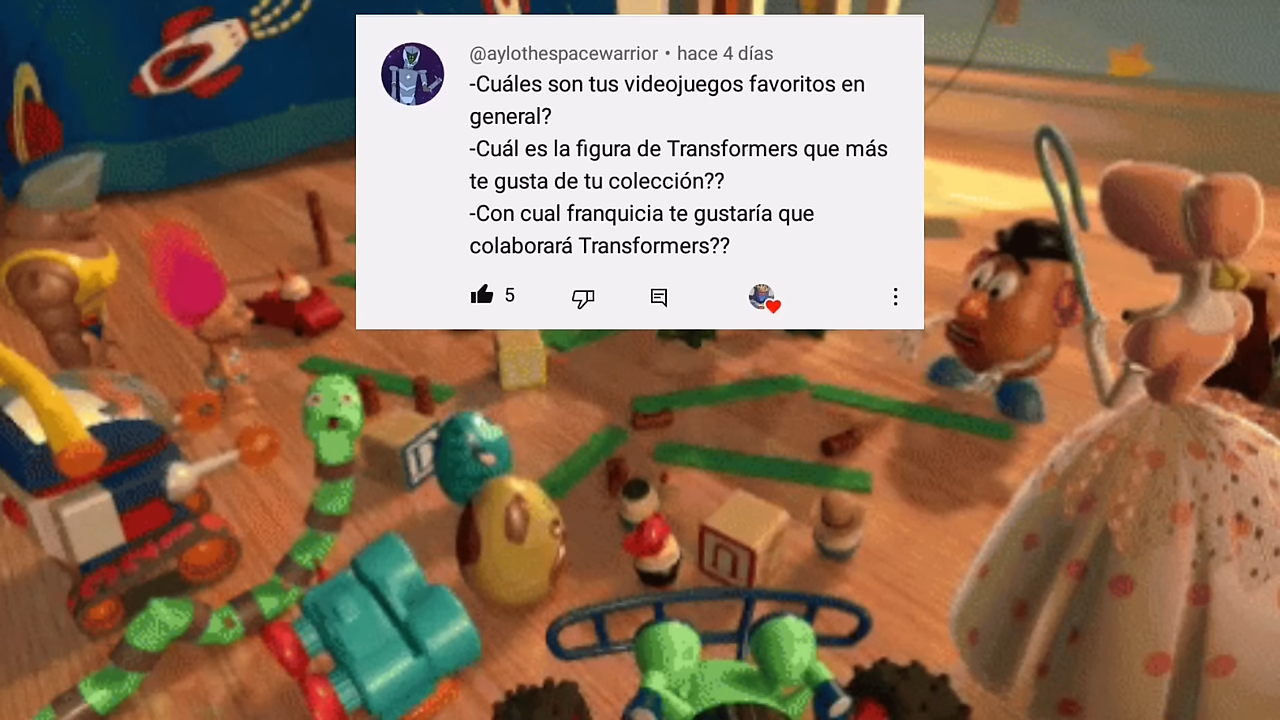 @aylothespacewarrior • hace 4 días
-Cuáles son tus videojuegos favoritos en
general?
-Cuál es la figura de Transformers que más
te gusta de tu colección??
-Con cual franquicia te gustaría que
colaborará Transformers??
5